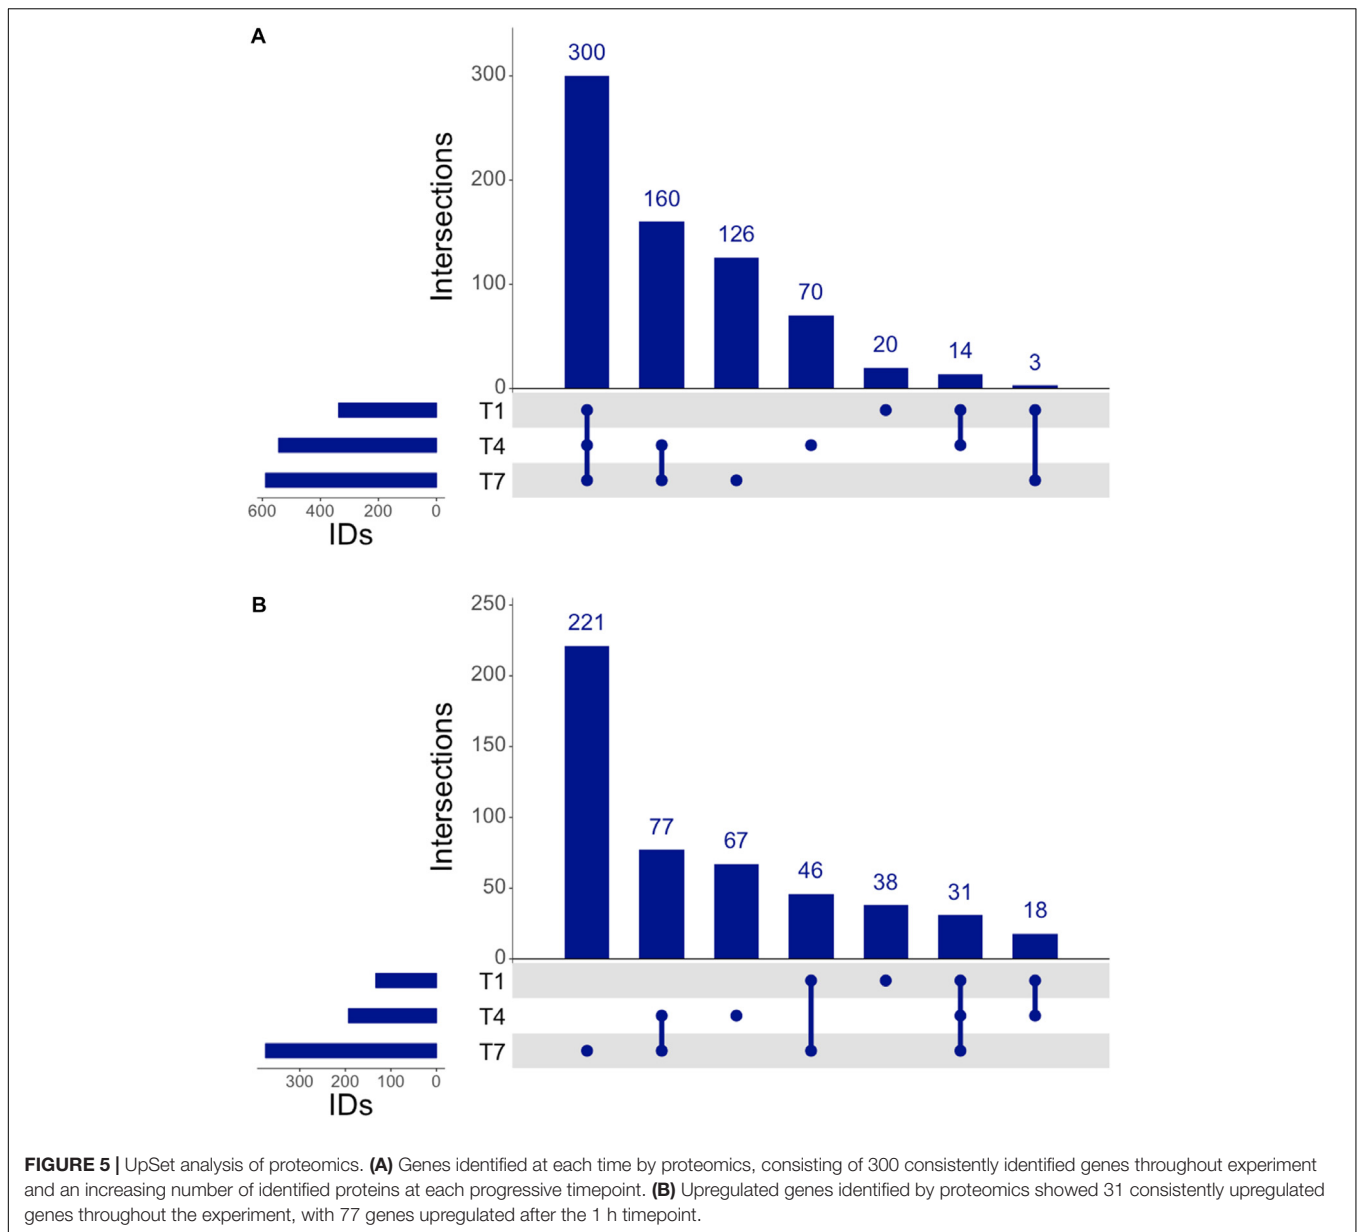 A
300
300
Intersections
160
200
126
100
70
20
14
3
0
T1
T4
T7
600 400 200 0
IDs
B
250
221
200
Intersections
150
100
77
67
50
46
38
31
18
0
T1
T4
T7
300 200 100 0
IDs
FIGURE 5 | UpSet analysis of proteomics. (A) Genes identified at each time by proteomics, consisting of 300 consistently identified genes throughout experiment
and an increasing number of identified proteins at each progressive timepoint. (B) Upregulated genes identified by proteomics showed 31 consistently upregulated
genes throughout the experiment, with 77 genes upregulated after the 1 h timepoint.